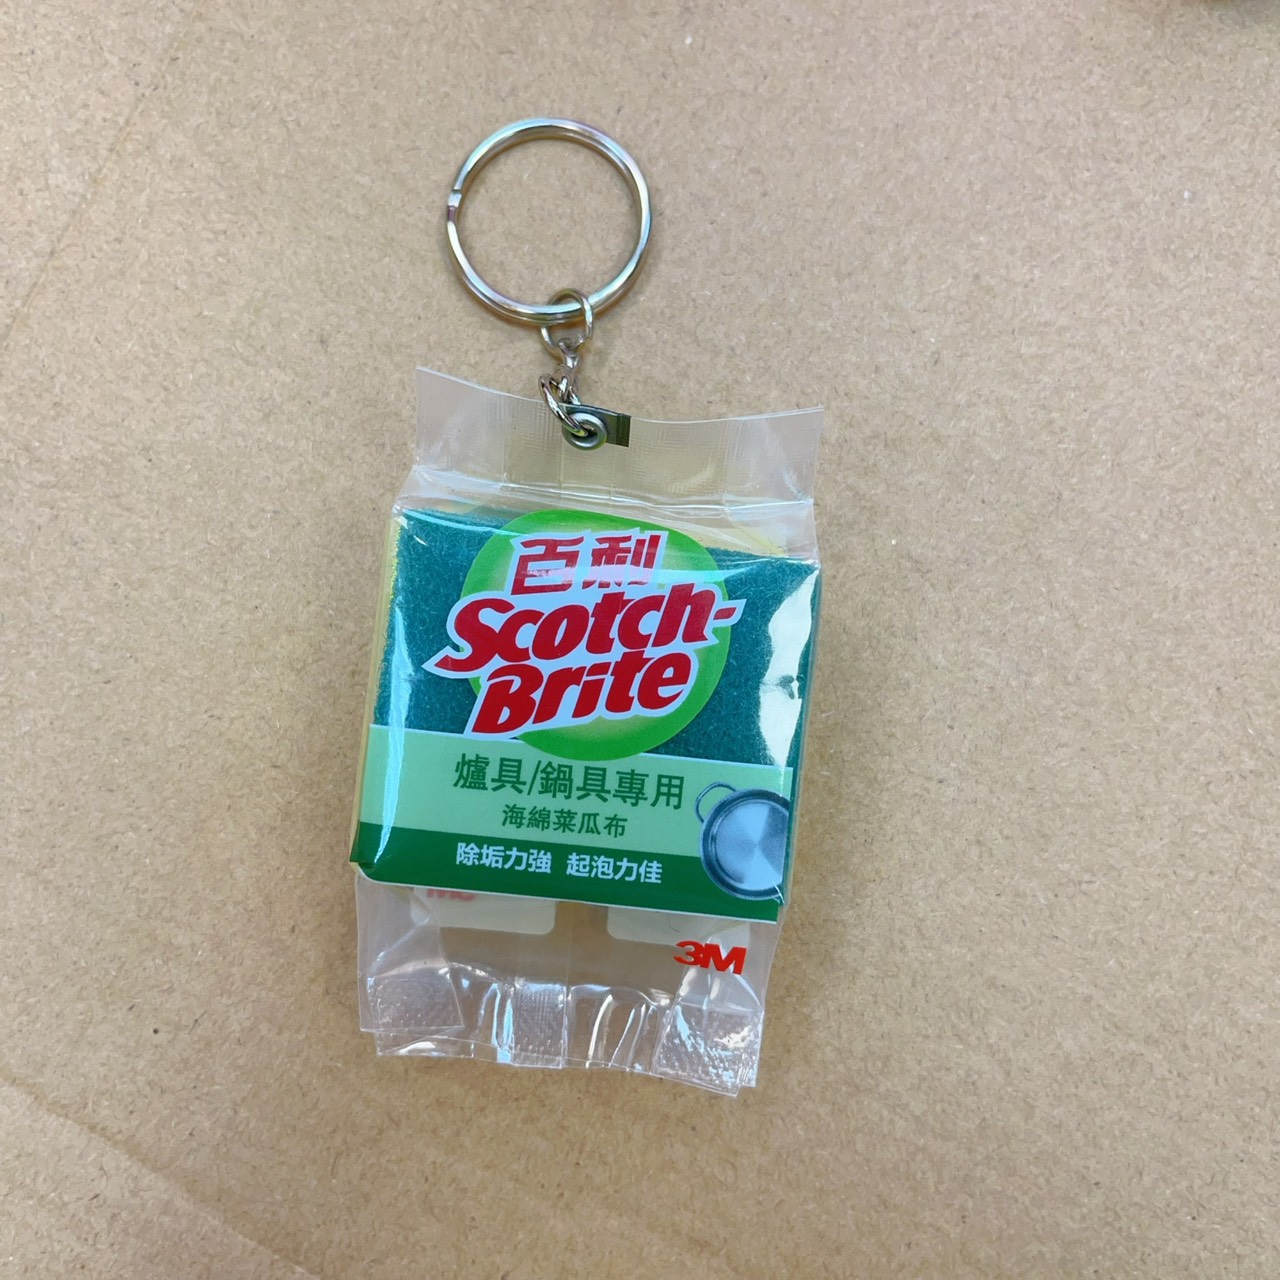 百利
Scotch-
Brite
爐具/鍋具專用
海綿菜瓜布
除垢力強 起泡力佳
3M